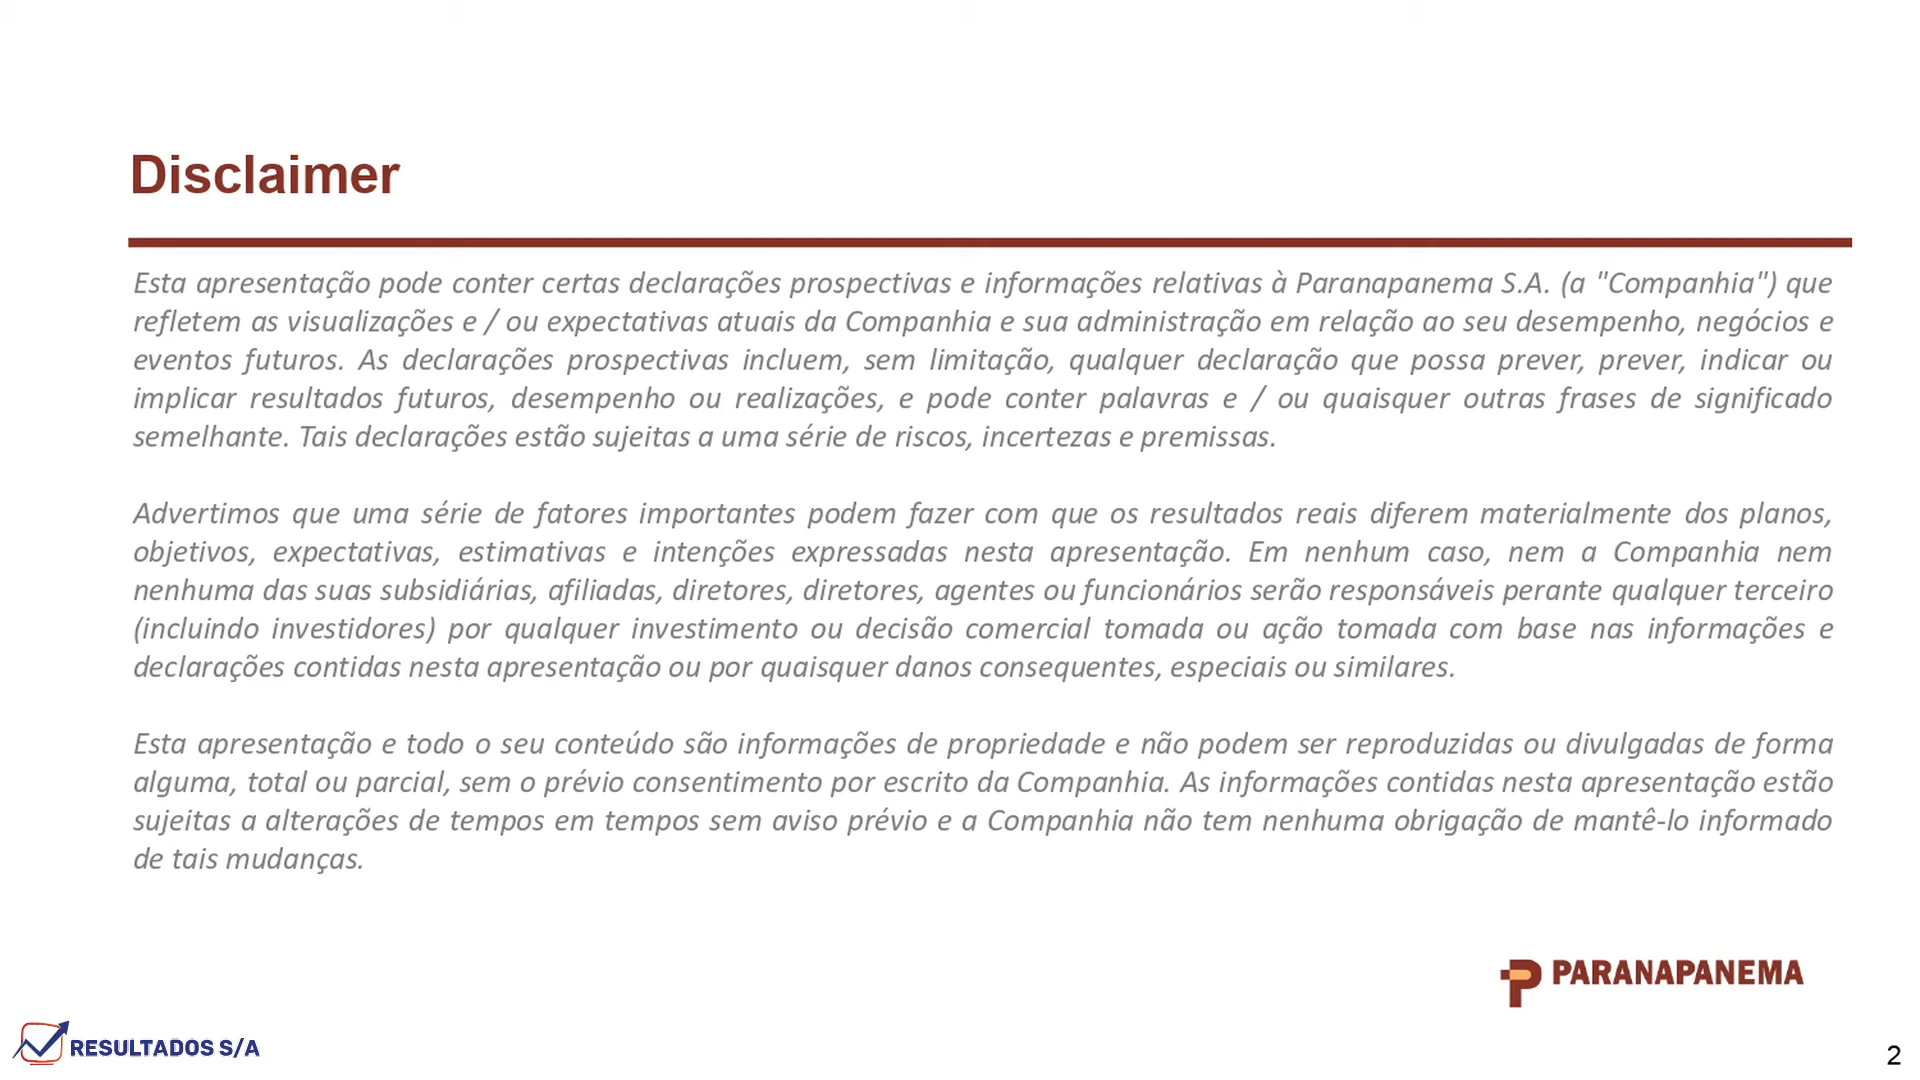 Disclaimer
Esta apresentação pode conter certas declarações prospectivas e informações relativas à Paranapanema S.A. (a "Companhia") que
refletem as visualizações e / ou expectativas atuais da Companhia e sua administração em relação ao seu desempenho, negócios e
eventos futuros. As declarações prospectivas incluem, sem limitação, qualquer declaração que possa prever, prever, indicar ou
implicar resultados futuros, desempenho ou realizações, e pode conter palavras e / ou quaisquer outras frases de significado
semelhante. Tais declarações estão sujeitas a uma série de riscos, incertezas e premissas.
Advertimos que uma série de fatores importantes podem fazer com que os resultados reais diferem materialmente dos planos,
objetivos, expectativas, estimativas e intenções expressadas nesta apresentação. Em nenhum caso, nem a Companhia nem
nenhuma das suas subsidiárias, afiliadas, diretores, diretores, agentes ou funcionários serão responsáveis perante qualquer terceiro
(incluindo investidores) por qualquer investimento ou decisão comercial tomada ou ação tomada com base nas informações e
declarações contidas nesta apresentação ou por quaisquer danos consequentes, especiais ou similares.
Esta apresentação e todo o seu conteúdo são informações de propriedade e não podem ser reproduzidas ou divulgadas de forma
alguma, total ou parcial, sem o prévio consentimento por escrito da Companhia. As informações contidas nesta apresentação estão
sujeitas a alterações de tempos em tempos sem aviso prévio e a Companhia não tem nenhuma obrigação de mantê-lo informado
de tais mudanças.
PARANAPANEMA
RESULTADOS S/A
2